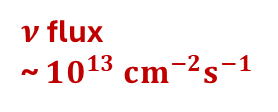 ν flux
~ 10¹³ cm⁻²s⁻¹